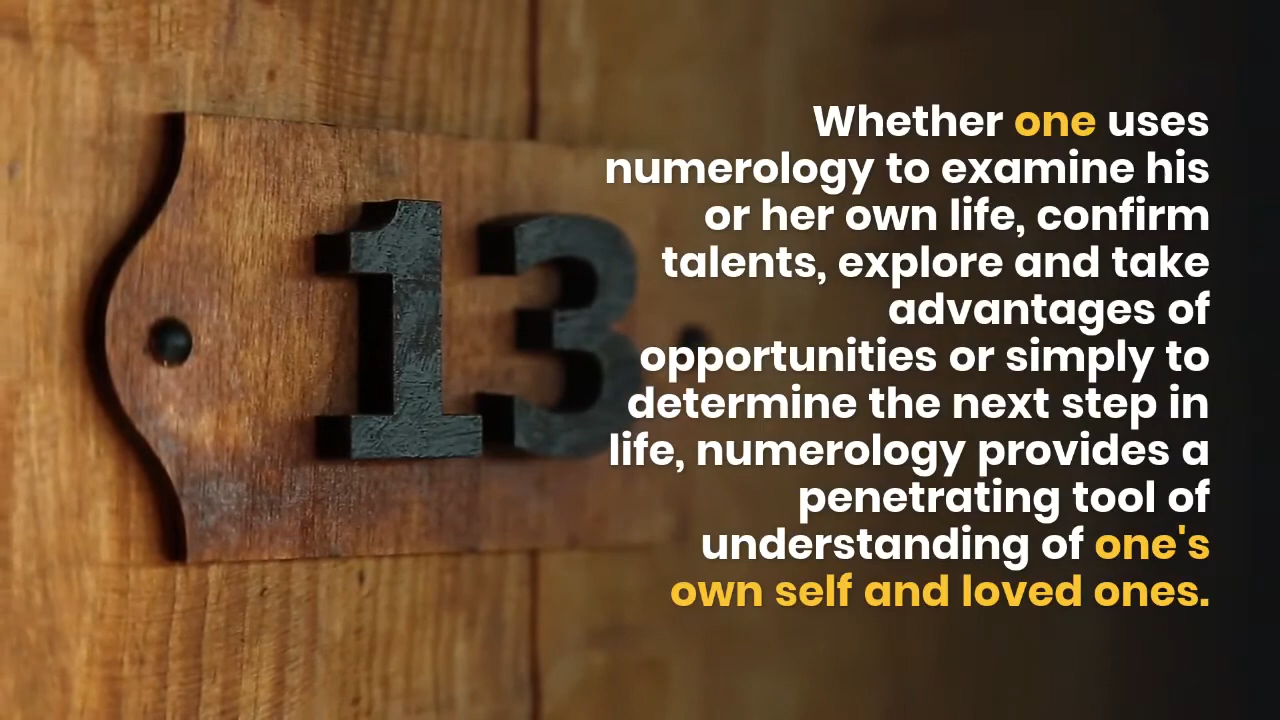 13
Whether one uses
numerology to examine his
or her own life, confirm
talents, explore and take
advantages of
opportunities or simply to
determine the next step in
life, numerology provides a
penetrating tool of
understanding of one's
own self and loved ones.